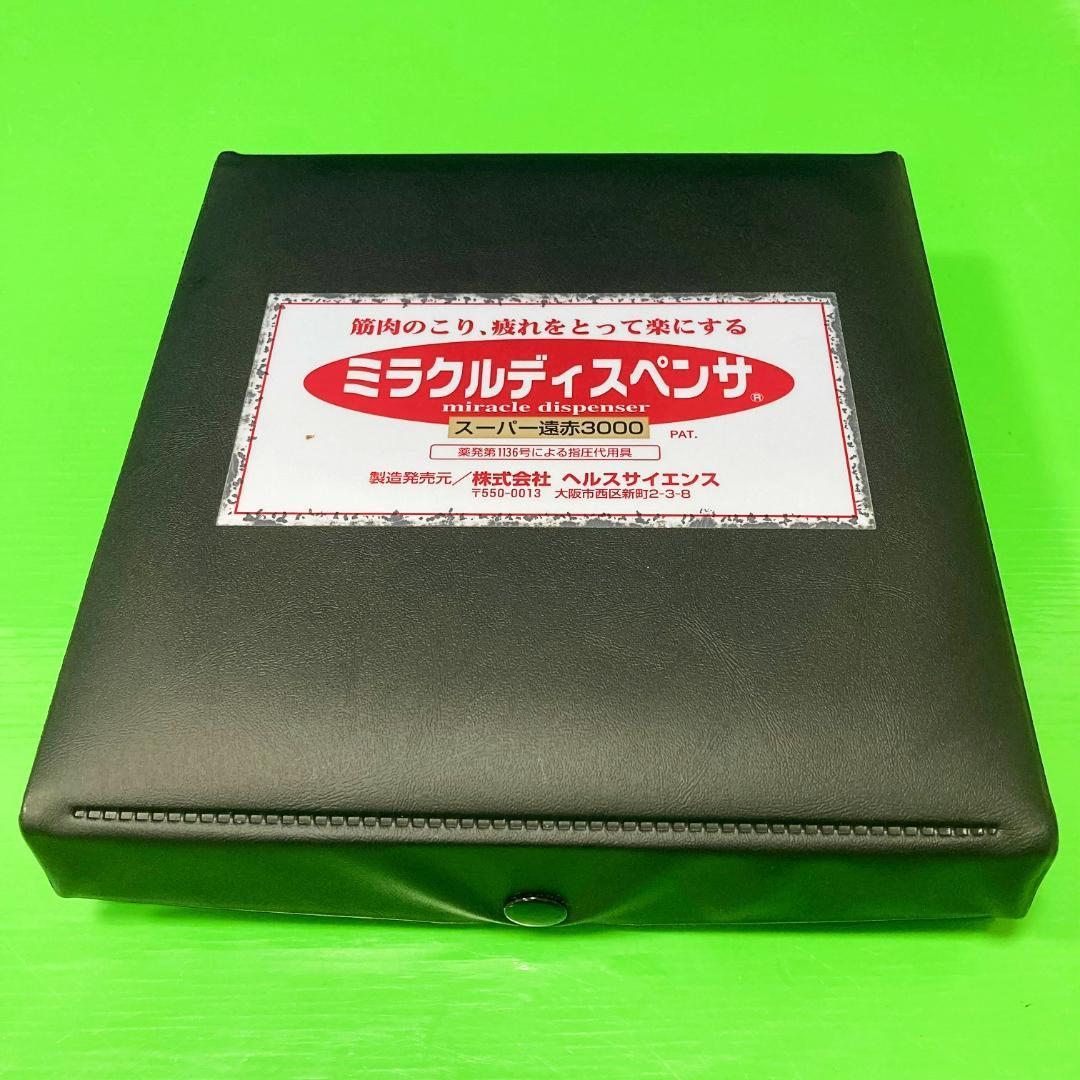 筋肉のこり、疲れをとって楽にする
ミラクルディスペンサ®
miracle dispenser
スーパー遠赤3000 PAT.
薬発第1136号による指圧代用具
製造発売元/株式会社 ヘルスサイエンス
〒550-0013 大阪市西区新町2-3-8